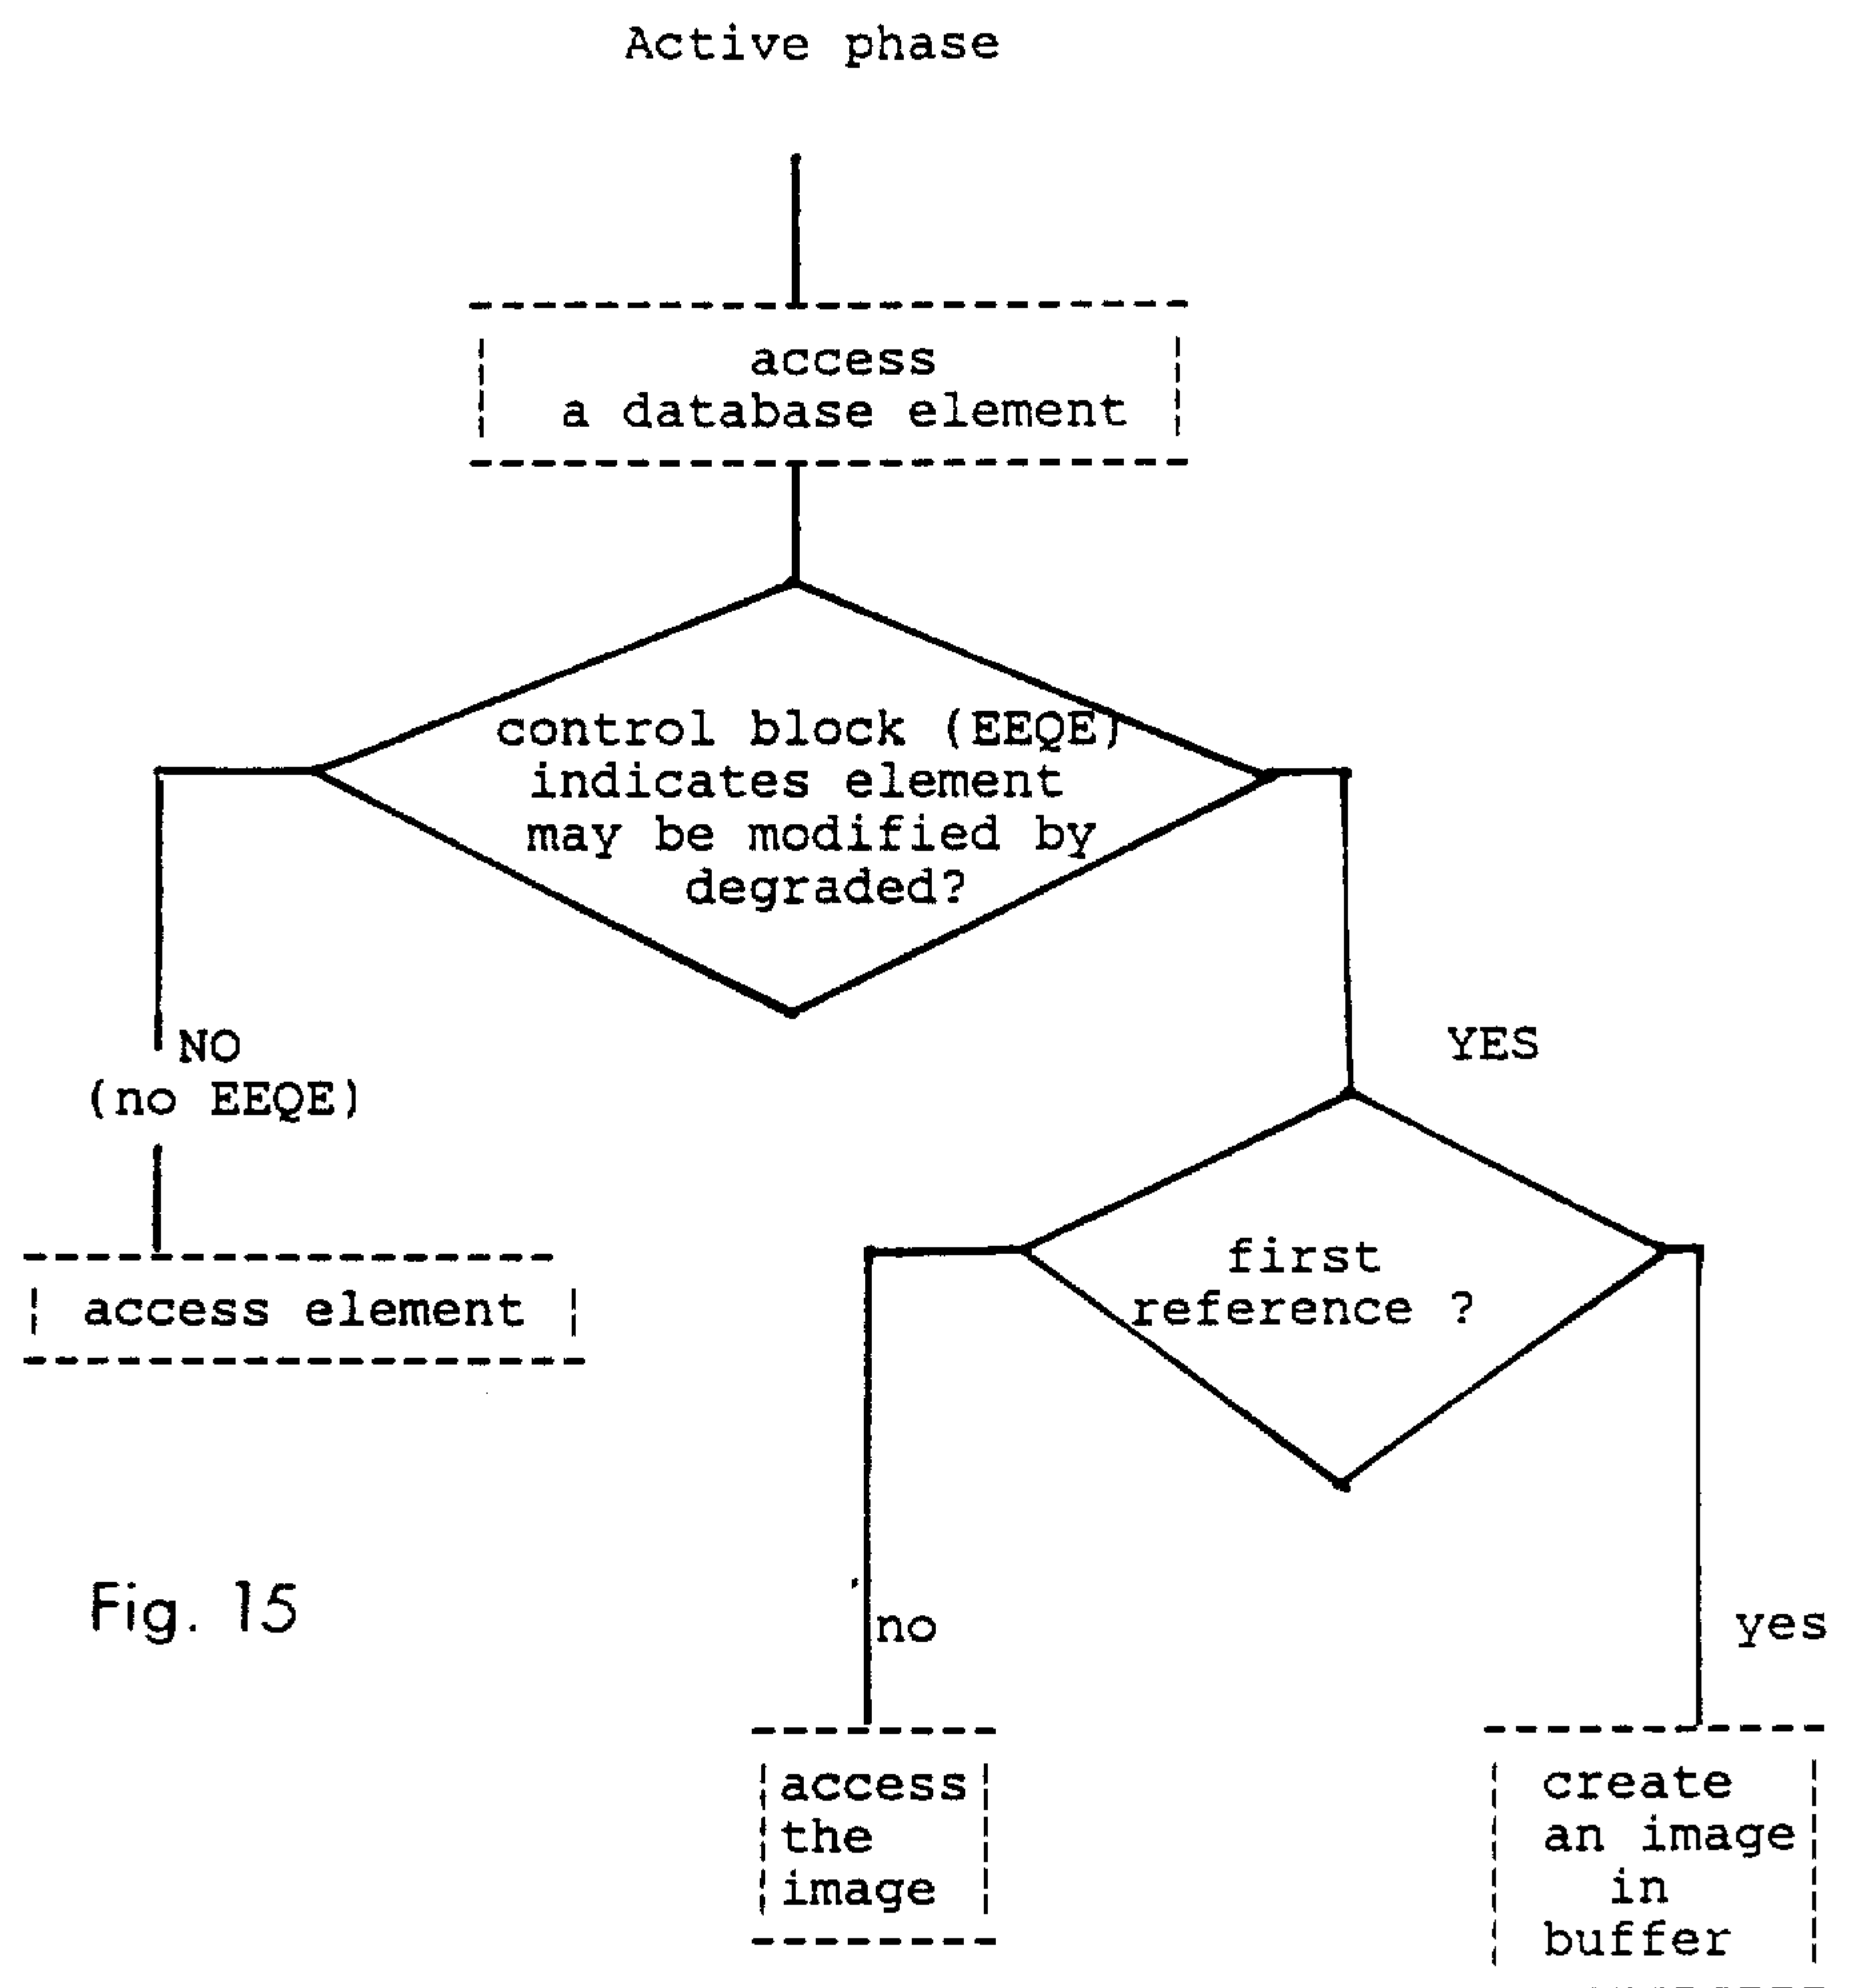 Active phase
access
a database element
control block (EEQE)
indicates element
may be modified by
degraded?
NO
(no EEQE)
YES
access element
first
reference ?
Fig. 15
no
yes
access
the
image
create
an image
in
buffer